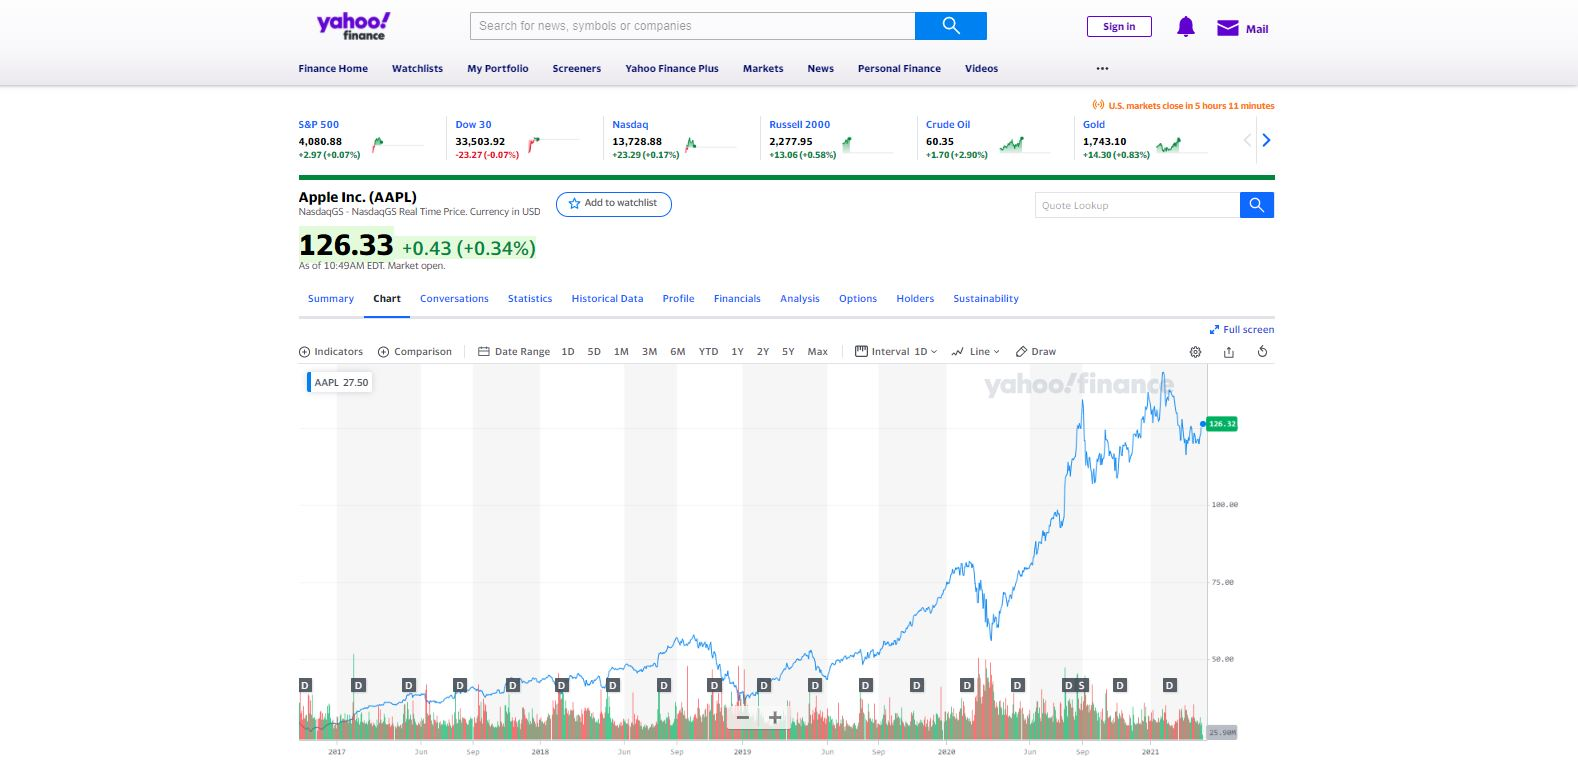 yahoo!
finance
Search for news, symbols or companies
Sign in
Mail
Finance Home Watchlists My Portfolio Screeners Yahoo Finance Plus Markets News Personal Finance Videos ...
U.S. markets close in 5 hours 11 minutes
S&P 500
4,080.88
+2.97 (+0.07%)
Dow 30
33,503.92
-23.27 (-0.07%)
Nasdaq
13,728.88
+23.29 (+0.17%)
Russell 2000
2,277.95
+13.06 (+0.58%)
Crude Oil
60.35
+1.70 (+2.90%)
Gold
1,743.10
+14.30 (+0.83%)
Apple Inc. (AAPL)
NasdaqGS - NasdaqGS Real Time Price. Currency in USD
Add to watchlist
Quote Lookup
126.33 +0.43 (+0.34%)
As of 10:49AM EDT. Market open.
Summary Chart Conversations Statistics Historical Data Profile Financials Analysis Options Holders Sustainability
Full screen
Indicators Comparison Date Range 1D 5D 1M 3M 6M YTD 1Y 2Y 5Y Max Interval 1D Line Draw
AAPL 27.50
yahoo!finance
126.32
100.00
75.00
50.00
D D D D D D D D D D D D D D D D S D D
25.90M
2017 Jun Sep 2018 Jun Sep 2019 Jun Sep 2020 Jun Sep 2021